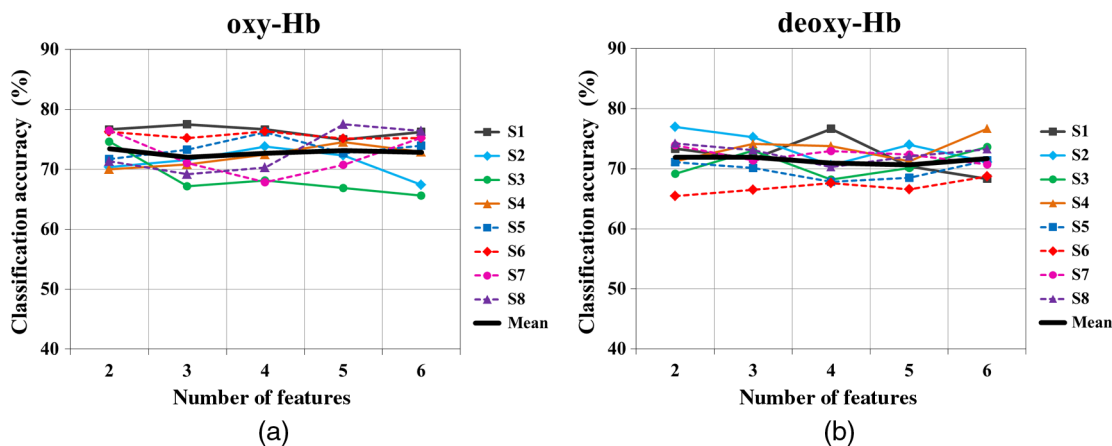 oxy-Hb
90
80
70
60
50
40
Classification accuracy (%)
2 3 4 5 6
Number of features
S1
S2
S3
S4
S5
S6
S7
S8
Mean
(a)
deoxy-Hb
90
80
70
60
50
40
Classification accuracy (%)
2 3 4 5 6
Number of features
S1
S2
S3
S4
S5
S6
S7
S8
Mean
(b)